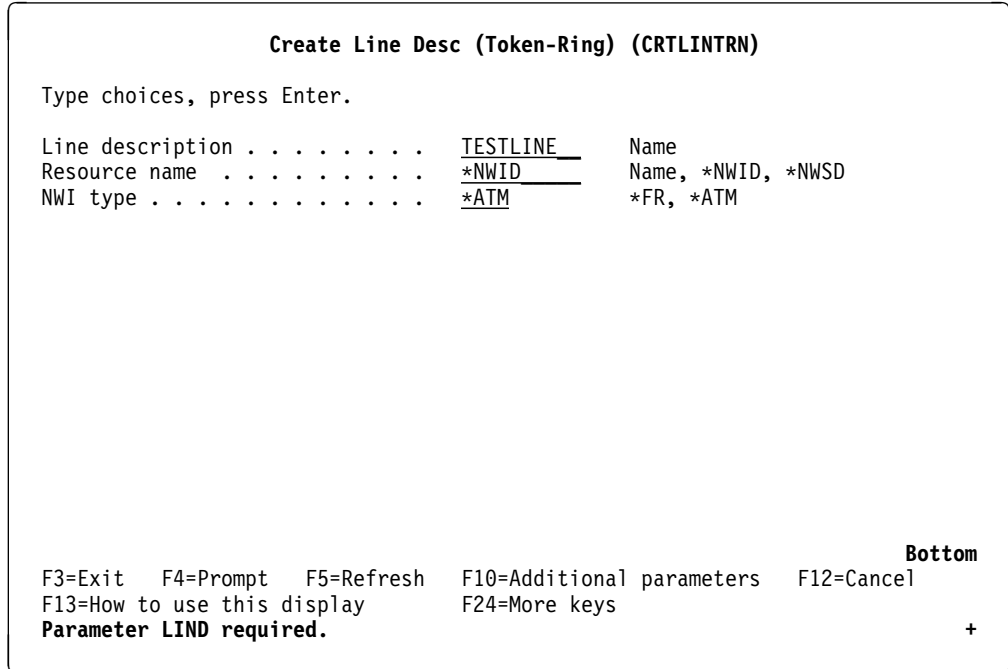 Create Line Desc (Token-Ring) (CRTLINTRN)
Type choices, press Enter.
Line description . . . . . . . . TESTLINE__ Name
Resource name . . . . . . . . . *NWID_____ Name, *NWID, *NWSD
NWI type . . . . . . . . . . . . *ATM *FR, *ATM
Bottom
F3=Exit F4=Prompt F5=Refresh F10=Additional parameters F12=Cancel
F13=How to use this display F24=More keys
Parameter LIND required. +